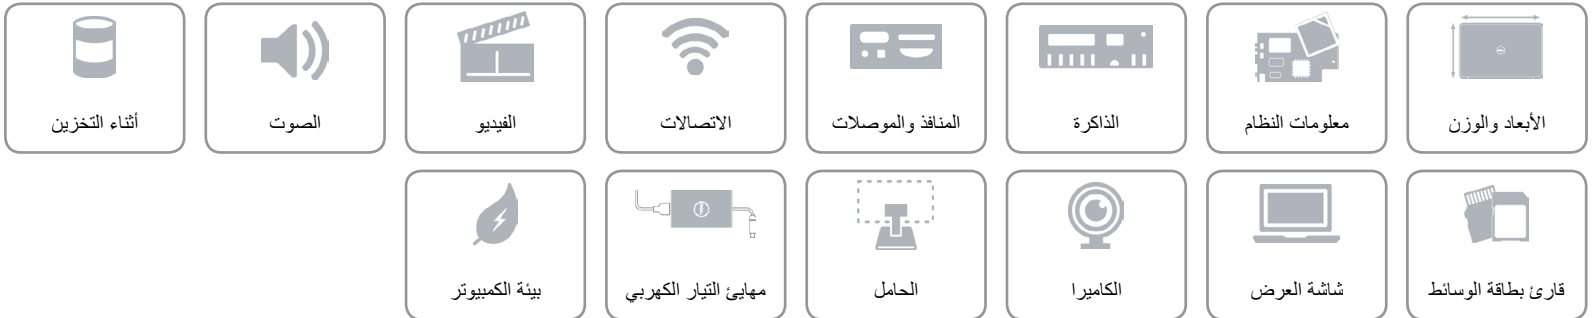 الأبعاد والوزن
معلومات النظام
الذاكرة
المنافذ والموصلات
الاتصالات
الفيديو
الصوت
أثناء التخزين
قارئ بطاقة الوسائط
شاشة العرض
الكاميرا
الحامل
مهايئ التيار الكهربي
بيئة الكمبيوتر